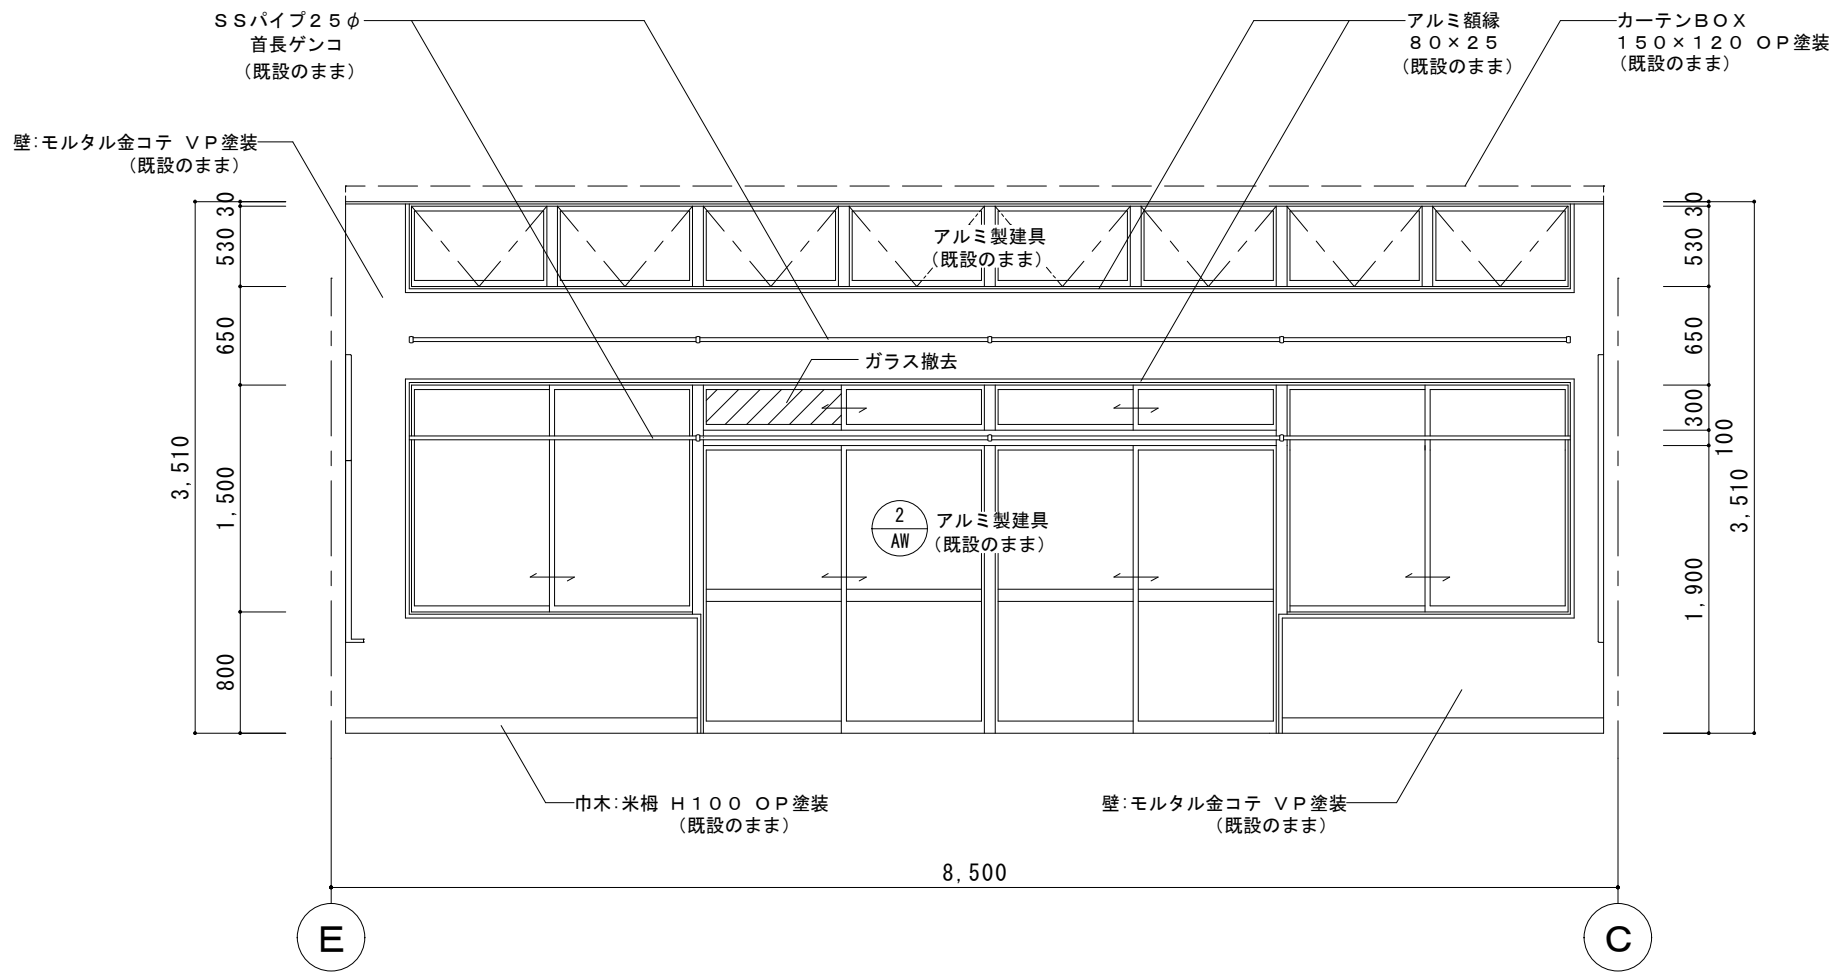 ＳＳパイプ２５φ
首長ゲンコ
（既設のまま）
アルミ額縁
８０×２５
（既設のまま）
カーテンＢＯＸ
１５０×１２０ ＯＰ塗装
（既設のまま）
壁:モルタル金コテ ＶＰ塗装
（既設のまま）
30
530
650
1,500
800
3,510
アルミ製建具
（既設のまま）
ガラス撤去
2
AW
アルミ製建具
（既設のまま）
30
530
650
300
100
1,900
3,510
巾木:米栂 Ｈ１００ ＯＰ塗装
（既設のまま）
壁:モルタル金コテ ＶＰ塗装
（既設のまま）
8,500
E
C